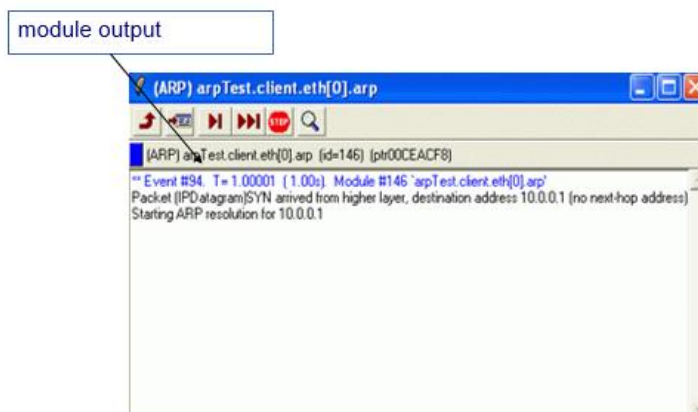 module output
(ARP) arpTest.client.eth[0].arp
STOP
(ARP) arpTest.client.eth[0].arp (id=146) (ptr00CEACF8)
** Event #94. T= 1.00001 ( 1.00s). Module #146 `arpTest.client.eth[0].arp'
Packet (IPDatagram)SYN arrived from higher layer, destination address 10.0.0.1 (no next-hop address)
Starting ARP resolution for 10.0.0.1